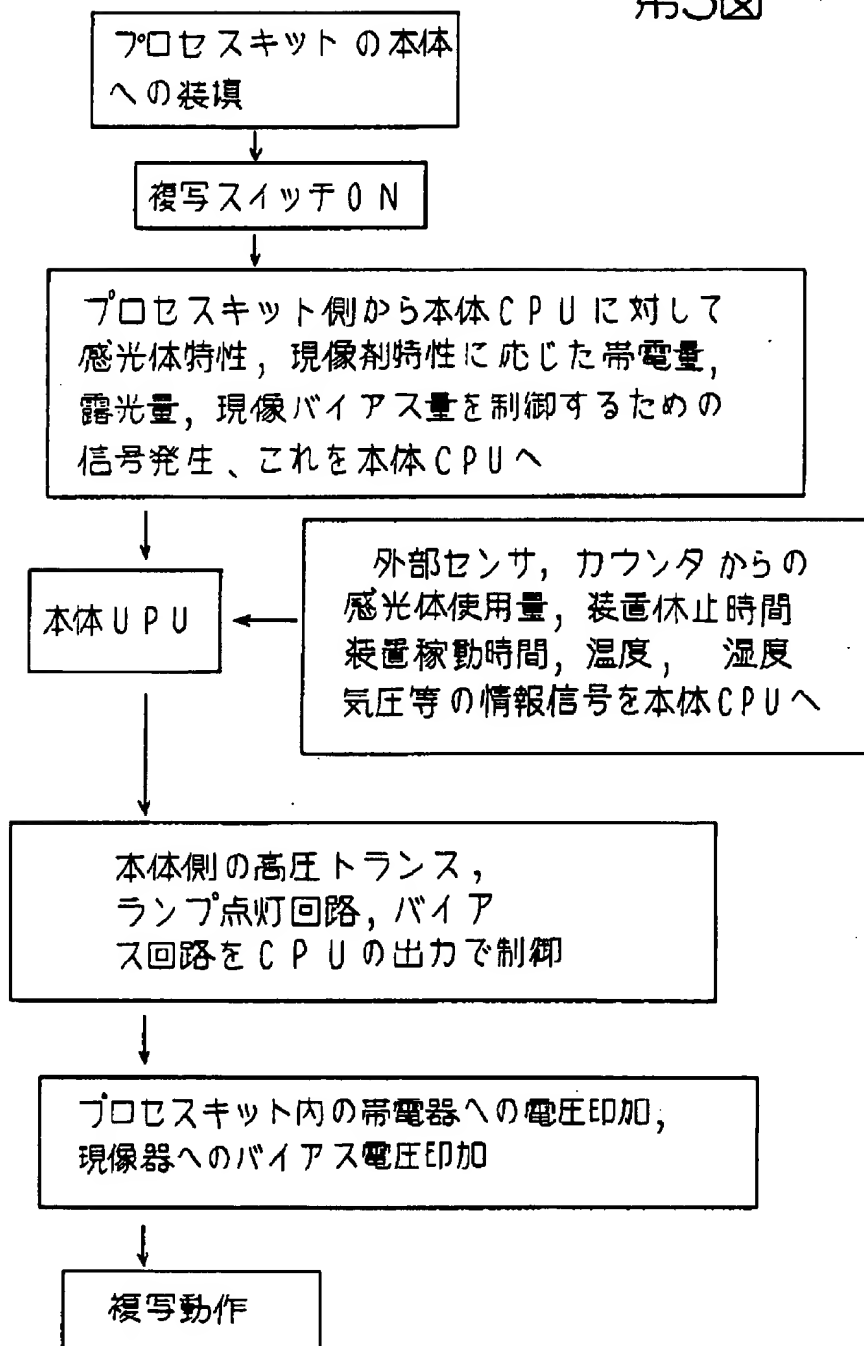 第5図
プロセスキットの本体
への装填
複写スイッチON
プロセスキット側から本体CPUに対して
感光体特性,現像剤特性に応じた帯電量,
露光量,現像バイアス量を制御するための
信号発生、これを本体CPUへ
本体UPU
外部センサ,カウンタからの
感光体使用量,装置休止時間
装置稼動時間,温度, 湿度
気圧等の情報信号を本体CPUへ
本体側の高圧トランス,
ランプ点灯回路,バイア
ス回路をCPUの出力で制御
プロセスキット内の帯電器への電圧印加,
現像器へのバイアス電圧印加
複写動作